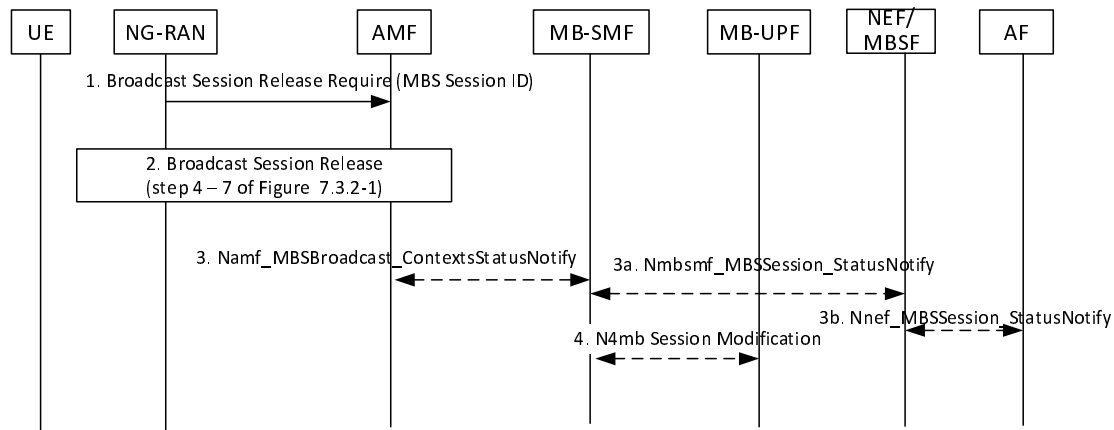 UE
NG-RAN
AMF
MB-SMF
MB-UPF
NEF/
MBSF
AF
1. Broadcast Session Release Require (MBS Session ID)
2. Broadcast Session Release
(step 4 – 7 of Figure 7.3.2-1)
3. Namf_MBSBroadcast_ContextsStatusNotify
3a. Nmbsmf_MBSSession_StatusNotify
3b. Nnef_MBSSession_StatusNotify
4. N4mb Session Modification